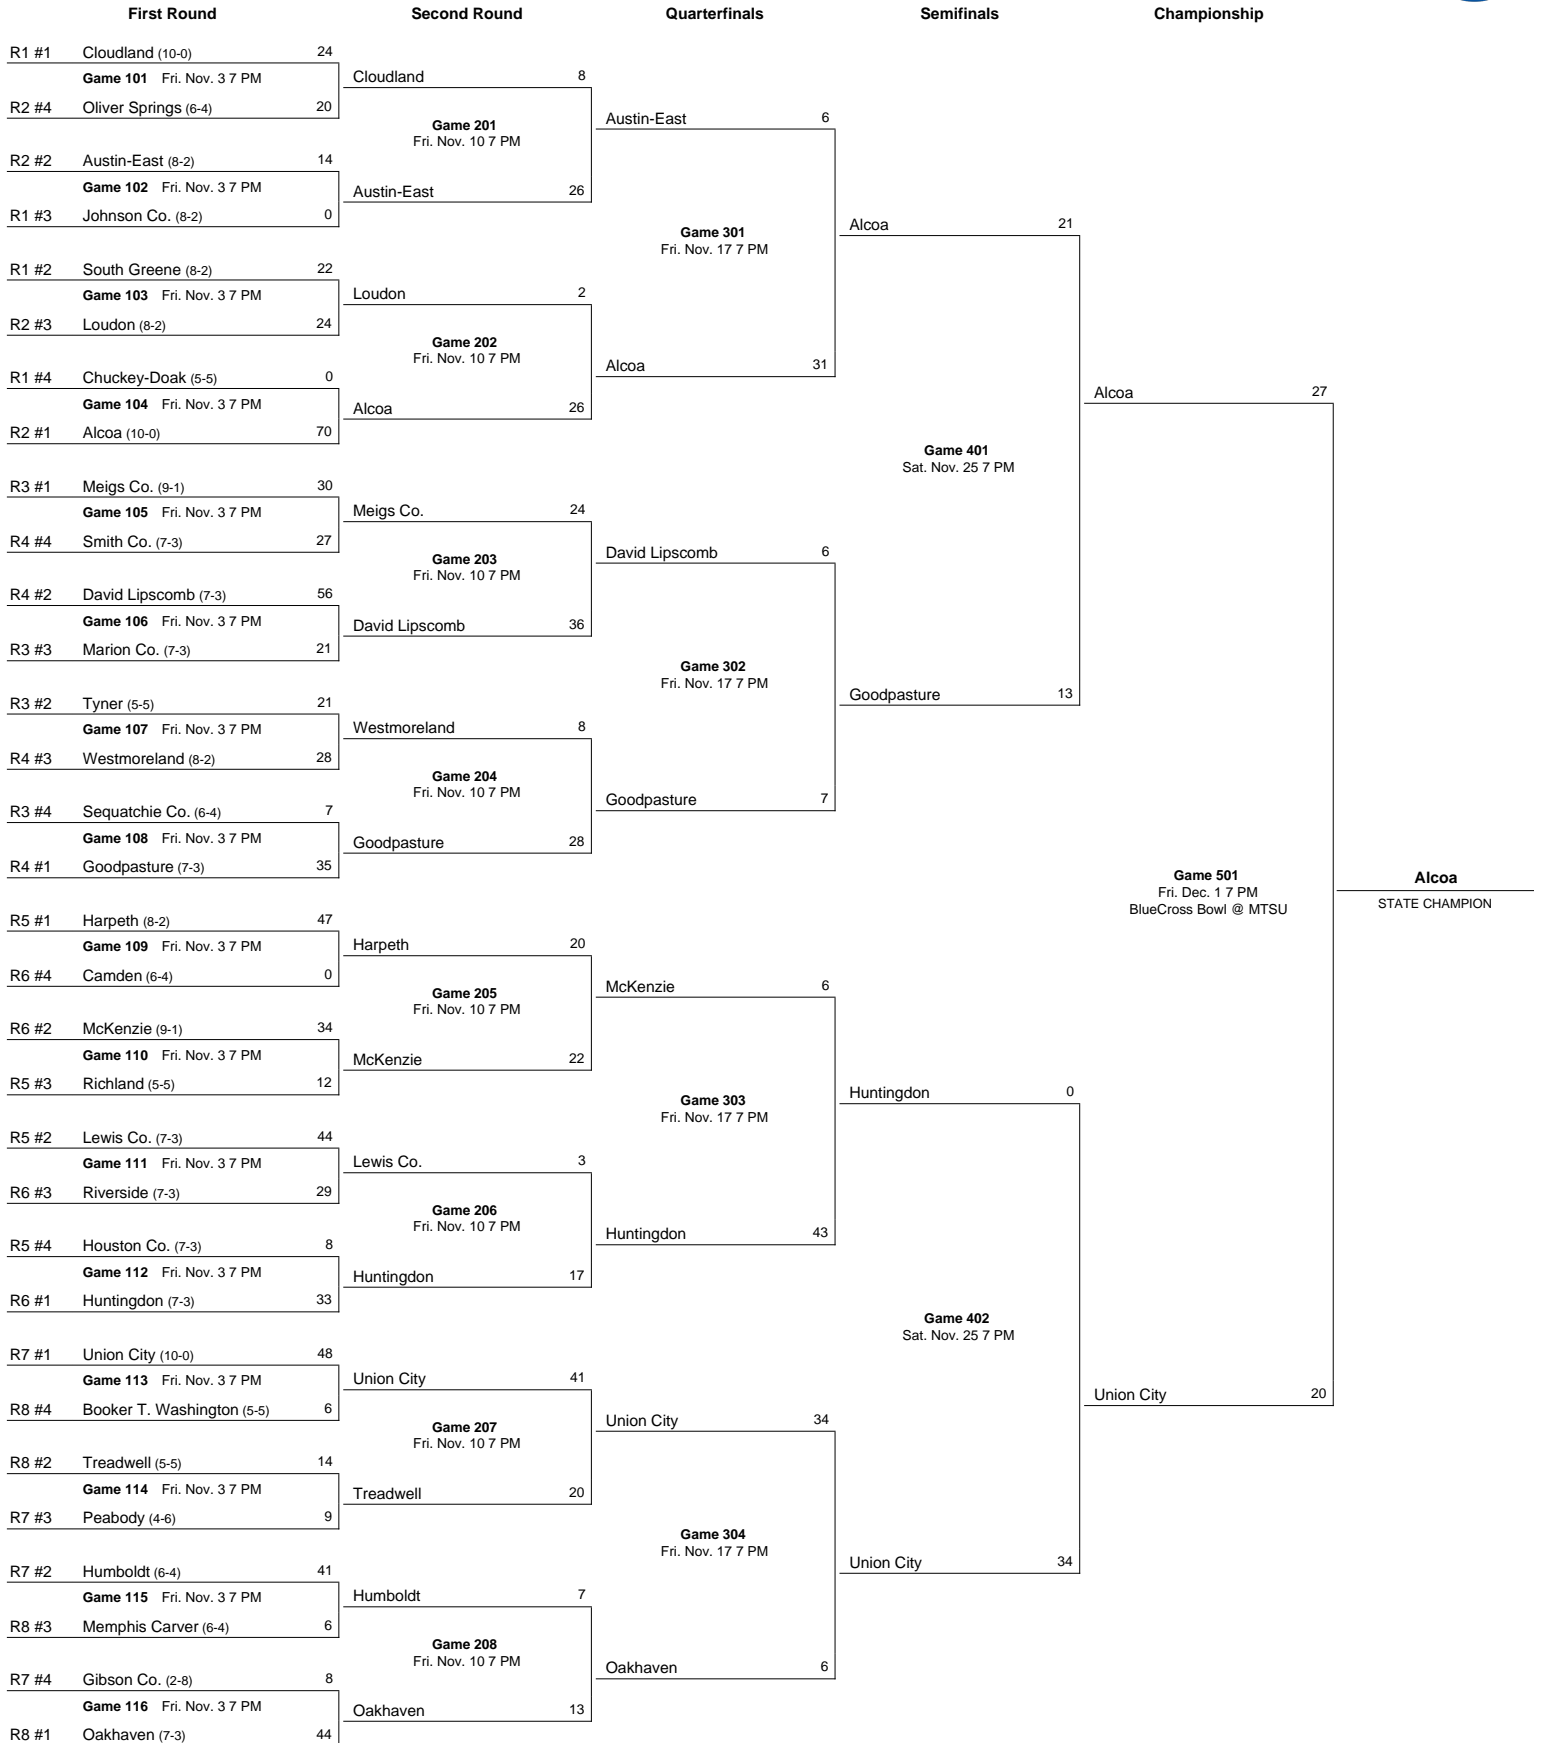 First Round Second Round Quarterfinals Semifinals Championship
R1 #1 Cloudland (10-0) 24
Game 101 Fri. Nov. 3 7 PM
R2 #4 Oliver Springs (6-4) 20
R2 #2 Austin-East (8-2) 14
Game 102 Fri. Nov. 3 7 PM
R1 #3 Johnson Co. (8-2) 0
R1 #2 South Greene (8-2) 22
Game 103 Fri. Nov. 3 7 PM
R2 #3 Loudon (8-2) 24
R1 #4 Chuckey-Doak (5-5) 0
Game 104 Fri. Nov. 3 7 PM
R2 #1 Alcoa (10-0) 70
R3 #1 Meigs Co. (9-1) 30
Game 105 Fri. Nov. 3 7 PM
R4 #4 Smith Co. (7-3) 27
R4 #2 David Lipscomb (7-3) 56
Game 106 Fri. Nov. 3 7 PM
R3 #3 Marion Co. (7-3) 21
R3 #2 Tyner (5-5) 21
Game 107 Fri. Nov. 3 7 PM
R4 #3 Westmoreland (8-2) 28
R3 #4 Sequatchie Co. (6-4) 7
Game 108 Fri. Nov. 3 7 PM
R4 #1 Goodpasture (7-3) 35
R5 #1 Harpeth (8-2) 47
Game 109 Fri. Nov. 3 7 PM
R6 #4 Camden (6-4) 0
R6 #2 McKenzie (9-1) 34
Game 110 Fri. Nov. 3 7 PM
R5 #3 Richland (5-5) 12
R5 #2 Lewis Co. (7-3) 44
Game 111 Fri. Nov. 3 7 PM
R6 #3 Riverside (7-3) 29
R5 #4 Houston Co. (7-3) 8
Game 112 Fri. Nov. 3 7 PM
R6 #1 Huntingdon (7-3) 33
R7 #1 Union City (10-0) 48
Game 113 Fri. Nov. 3 7 PM
R8 #4 Booker T. Washington (5-5) 6
R8 #2 Treadwell (5-5) 14
Game 114 Fri. Nov. 3 7 PM
R7 #3 Peabody (4-6) 9
R7 #2 Humboldt (6-4) 41
Game 115 Fri. Nov. 3 7 PM
R8 #3 Memphis Carver (6-4) 6
R7 #4 Gibson Co. (2-8) 8
Game 116 Fri. Nov. 3 7 PM
R8 #1 Oakhaven (7-3) 44
Cloudland 8
Game 201
Fri. Nov. 10 7 PM
Austin-East 26
Loudon 2
Game 202
Fri. Nov. 10 7 PM
Alcoa 26
Meigs Co. 24
Game 203
Fri. Nov. 10 7 PM
David Lipscomb 36
Westmoreland 8
Game 204
Fri. Nov. 10 7 PM
Goodpasture 28
Harpeth 20
Game 205
Fri. Nov. 10 7 PM
McKenzie 22
Lewis Co. 3
Game 206
Fri. Nov. 10 7 PM
Huntingdon 17
Union City 41
Game 207
Fri. Nov. 10 7 PM
Treadwell 20
Humboldt 7
Game 208
Fri. Nov. 10 7 PM
Oakhaven 13
Austin-East 6
Game 301
Fri. Nov. 17 7 PM
Alcoa 31
David Lipscomb 6
Game 302
Fri. Nov. 17 7 PM
Goodpasture 7
McKenzie 6
Game 303
Fri. Nov. 17 7 PM
Huntingdon 43
Union City 34
Game 304
Fri. Nov. 17 7 PM
Oakhaven 6
Alcoa 21
Game 401
Sat. Nov. 25 7 PM
Goodpasture 13
Huntingdon 0
Game 402
Sat. Nov. 25 7 PM
Union City 34
Alcoa 27
Game 501
Fri. Dec. 1 7 PM
BlueCross Bowl @ MTSU
Union City 20
Alcoa
STATE CHAMPION